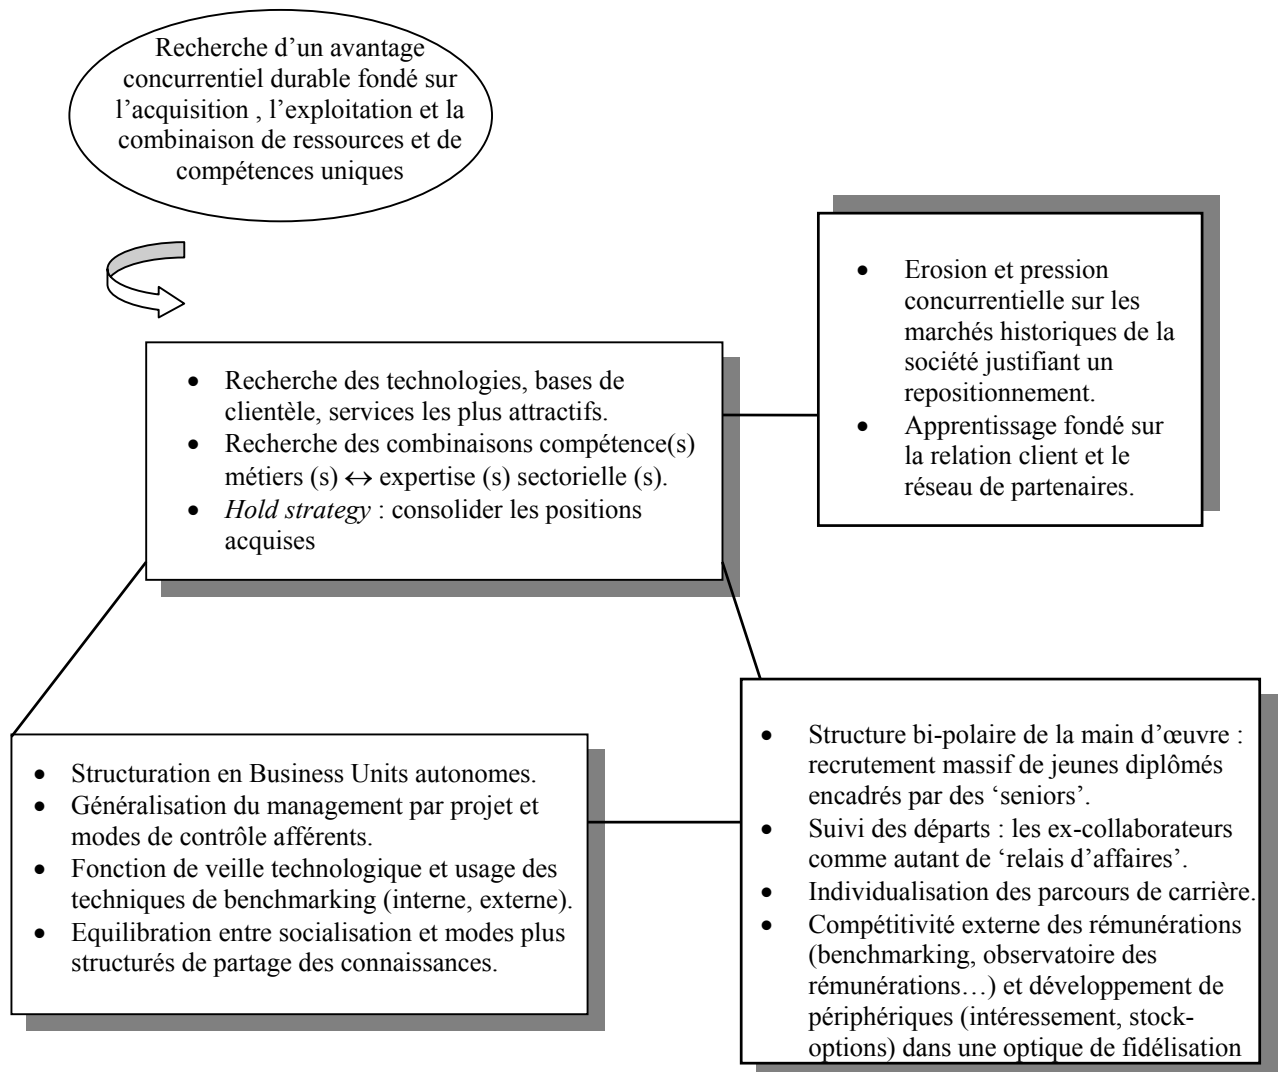 Recherche d’un avantage
concurrentiel durable fondé sur
l’acquisition , l’exploitation et la
combinaison de ressources et de
compétences uniques
• Erosion et pression
concurrentielle sur les
marchés historiques de la
société justifiant un
repositionnement.
• Apprentissage fondé sur
la relation client et le
réseau de partenaires.
• Recherche des technologies, bases de
clientèle, services les plus attractifs.
• Recherche des combinaisons compétence(s)
métiers (s) ↔ expertise (s) sectorielle (s).
• Hold strategy : consolider les positions
acquises
• Structuration en Business Units autonomes.
• Généralisation du management par projet et
modes de contrôle afférents.
• Fonction de veille technologique et usage des
techniques de benchmarking (interne, externe).
• Equilibration entre socialisation et modes plus
structurés de partage des connaissances.
• Structure bi-polaire de la main d’œuvre :
recrutement massif de jeunes diplômés
encadrés par des ‘seniors’.
• Suivi des départs : les ex-collaborateurs
comme autant de ‘relais d’affaires’.
• Individualisation des parcours de carrière.
• Compétitivité externe des rémunérations
(benchmarking, observatoire des
rémunérations…) et développement de
périphériques (intéressement, stock-
options) dans une optique de fidélisation